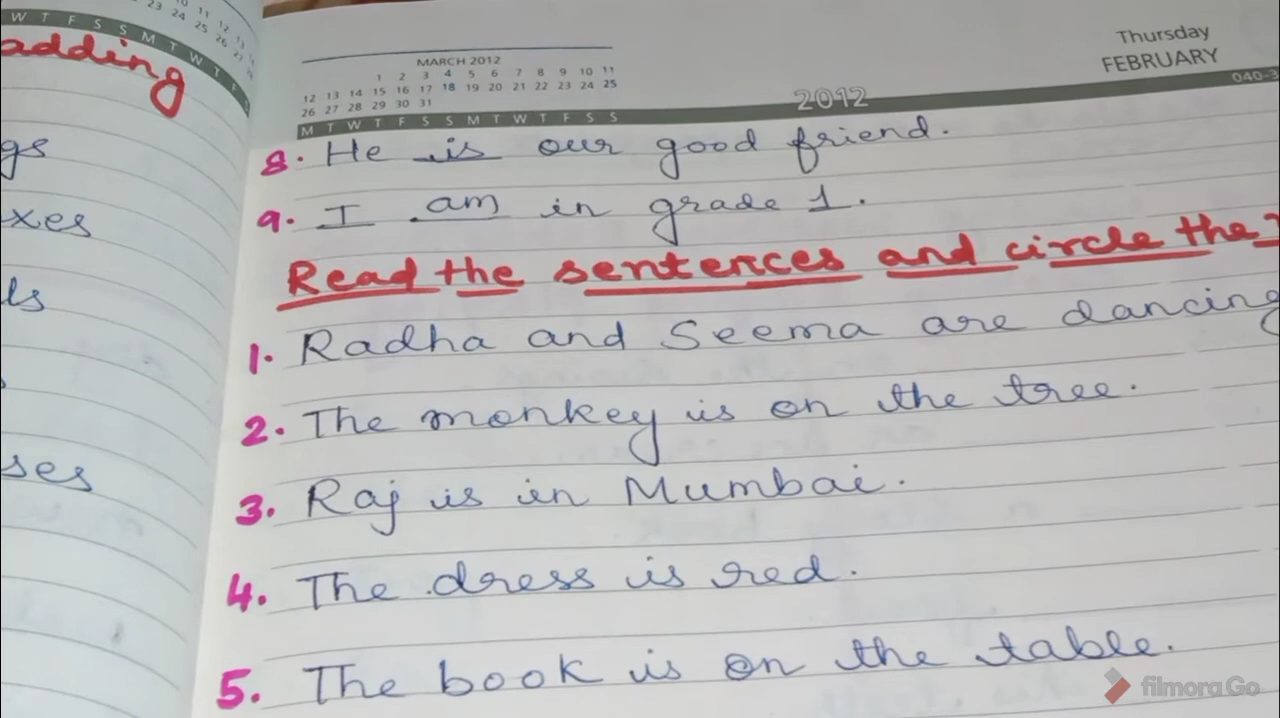 adding
gs
xes
ls
ses
MARCH 2012
1 2 3 4 5 6 7 8 9 10 11
12 13 14 15 16 17 18 19 20 21 22 23 24 25
26 27 28 29 30 31
M T W T F S S M T W T F S S
2012
Thursday
FEBRUARY
040-3
8. He is our good friend.
9. I am in grade 1.
Read the sentences and circle the
1. Radha and Seema are dancing
2. The monkey is on the tree.
3. Raj is in Mumbai.
4. The dress is red.
5. The book is on the table.
filmoraGo